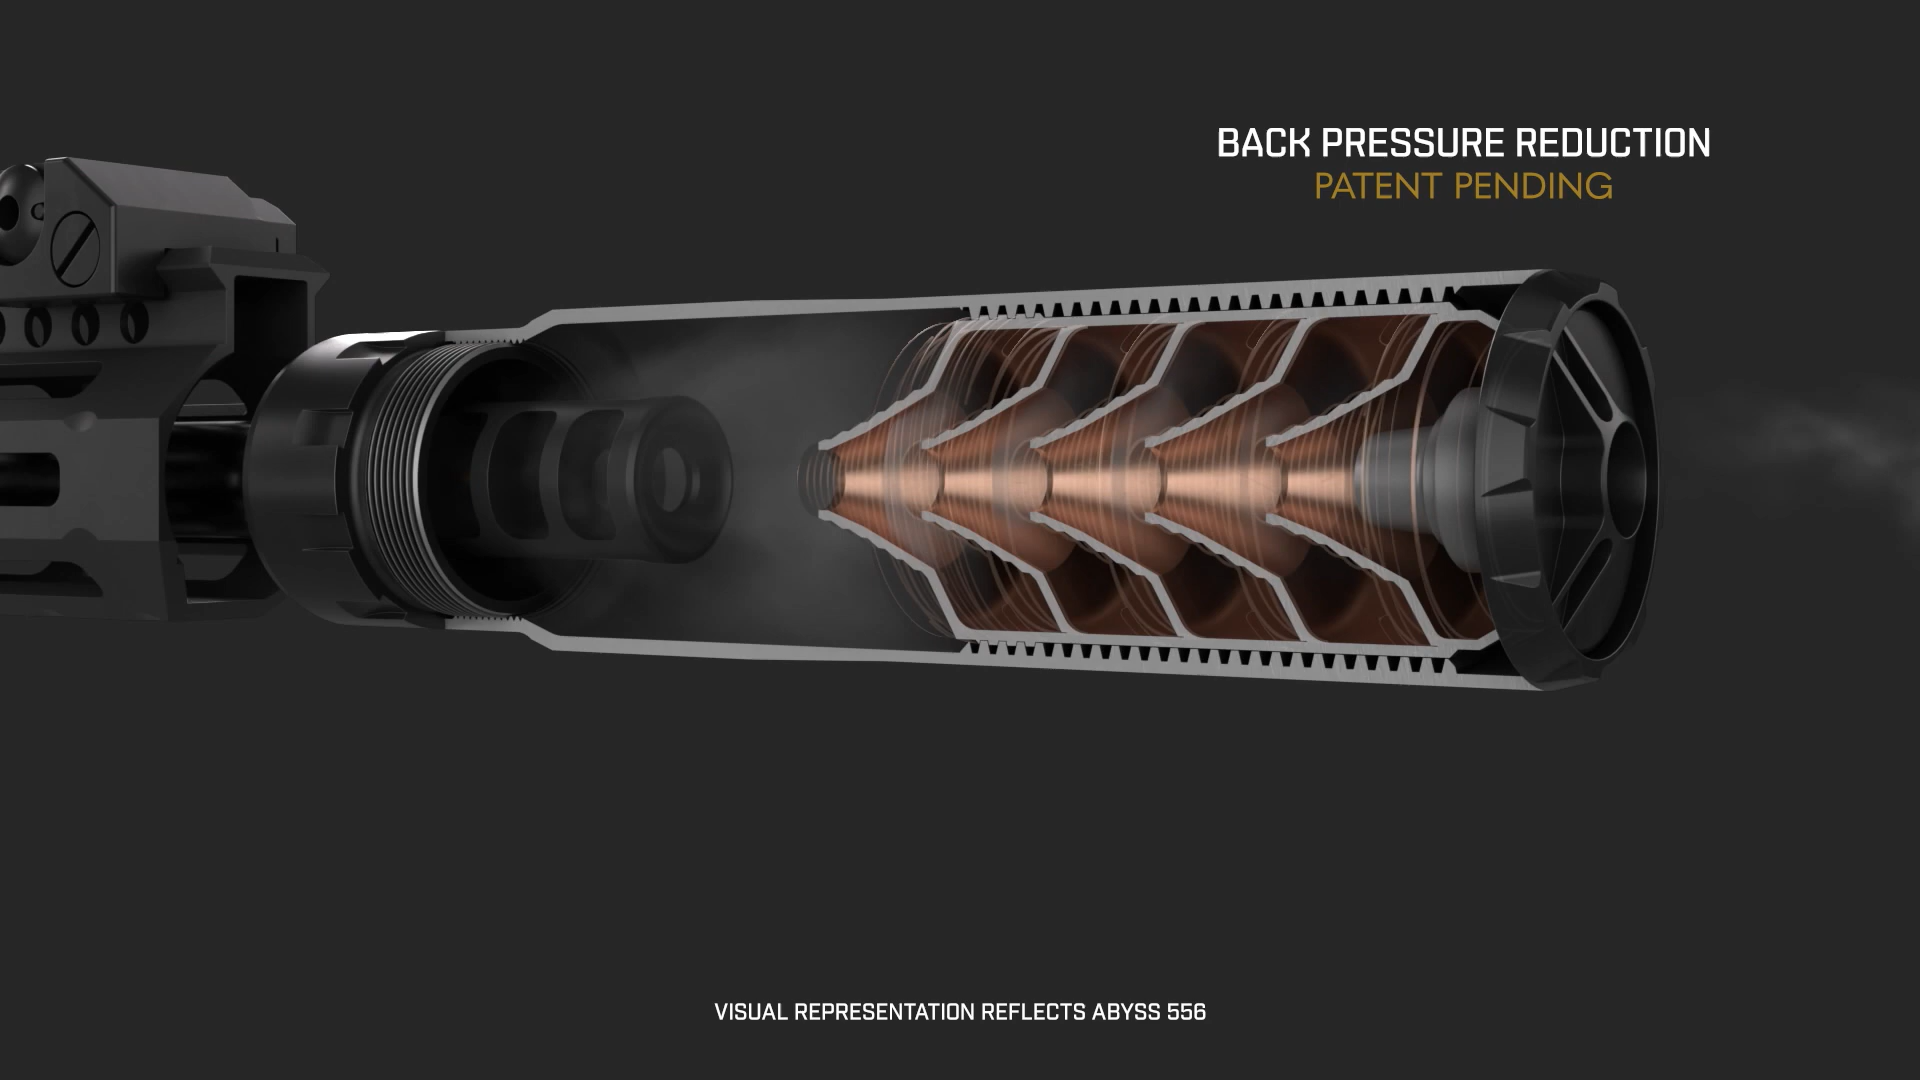 BACK PRESSURE REDUCTION
PATENT PENDING
VISUAL REPRESENTATION REFLECTS ABYSS 556